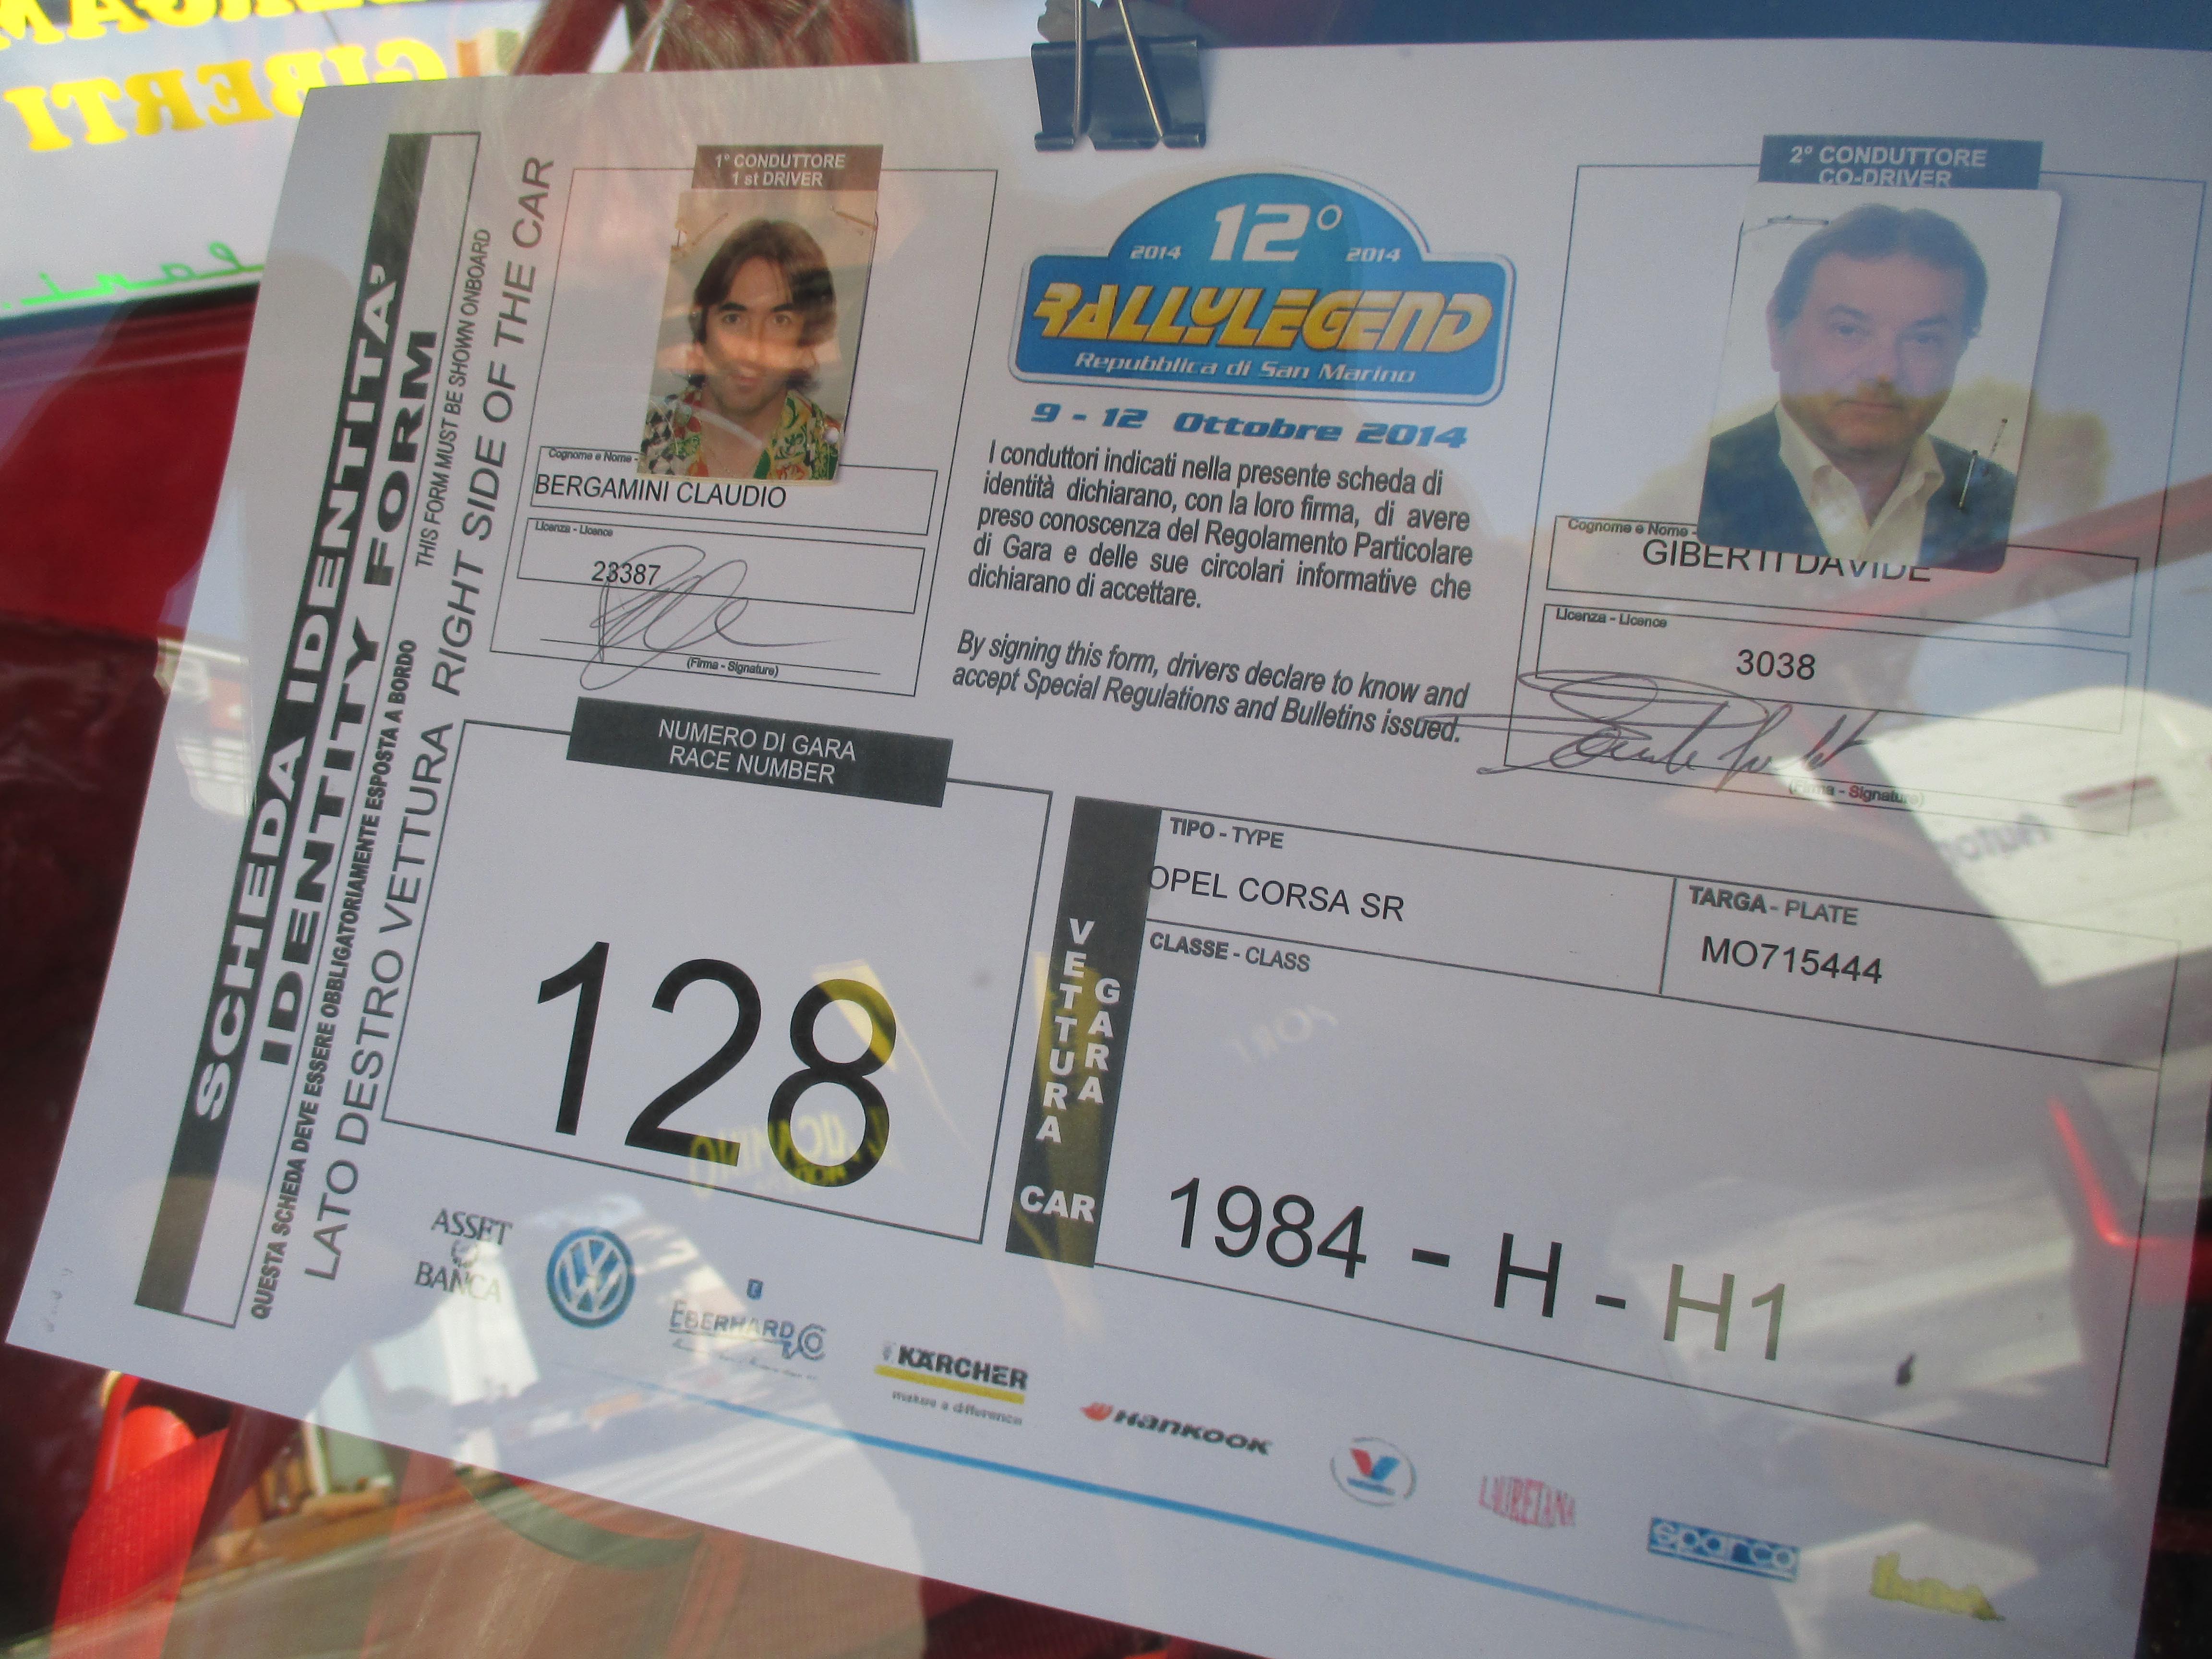 BERGAM
GIBERTI
SCHEDA IDENTITA'
IDENTITY FORM
QUESTA SCHEDA DEVE ESSERE OBBLIGATORIAMENTE ESPOSTA A BORDO
THIS FORM MUST BE SHOWN ONBOARD
LATO DESTRO VETTURA RIGHT SIDE OF THE CAR
1° CONDUTTORE
1 st DRIVER
Cognome e Nome -
BERGAMINI CLAUDIO
Licenza - Licence
23387
(Firma - Signature)
2014 12° 2014
RALLYLEGEND
Repubblica di San Marino
9 - 12 Ottobre 2014
I conduttori indicati nella presente scheda di
identità dichiarano, con la loro firma, di avere
preso conoscenza del Regolamento Particolare
di Gara e delle sue circolari informative che
dichiarano di accettare.
By signing this form, drivers declare to know and
accept Special Regulations and Bulletins issued.
2° CONDUTTORE
CO-DRIVER
Cognome e Nome -
GIBERTI DAVIDE
Licenza - Licence
3038
(Firma - Signature)
NUMERO DI GARA
RACE NUMBER
128
VETTURA
GARA
CAR
TIPO - TYPE
OPEL CORSA SR
TARGA - PLATE
MO715444
CLASSE - CLASS
1984 - H - H1
ASSET
BANCA
EBERHARD & CO
KÄRCHER
makes a difference
HANKOOK
LAURETANA
sparco